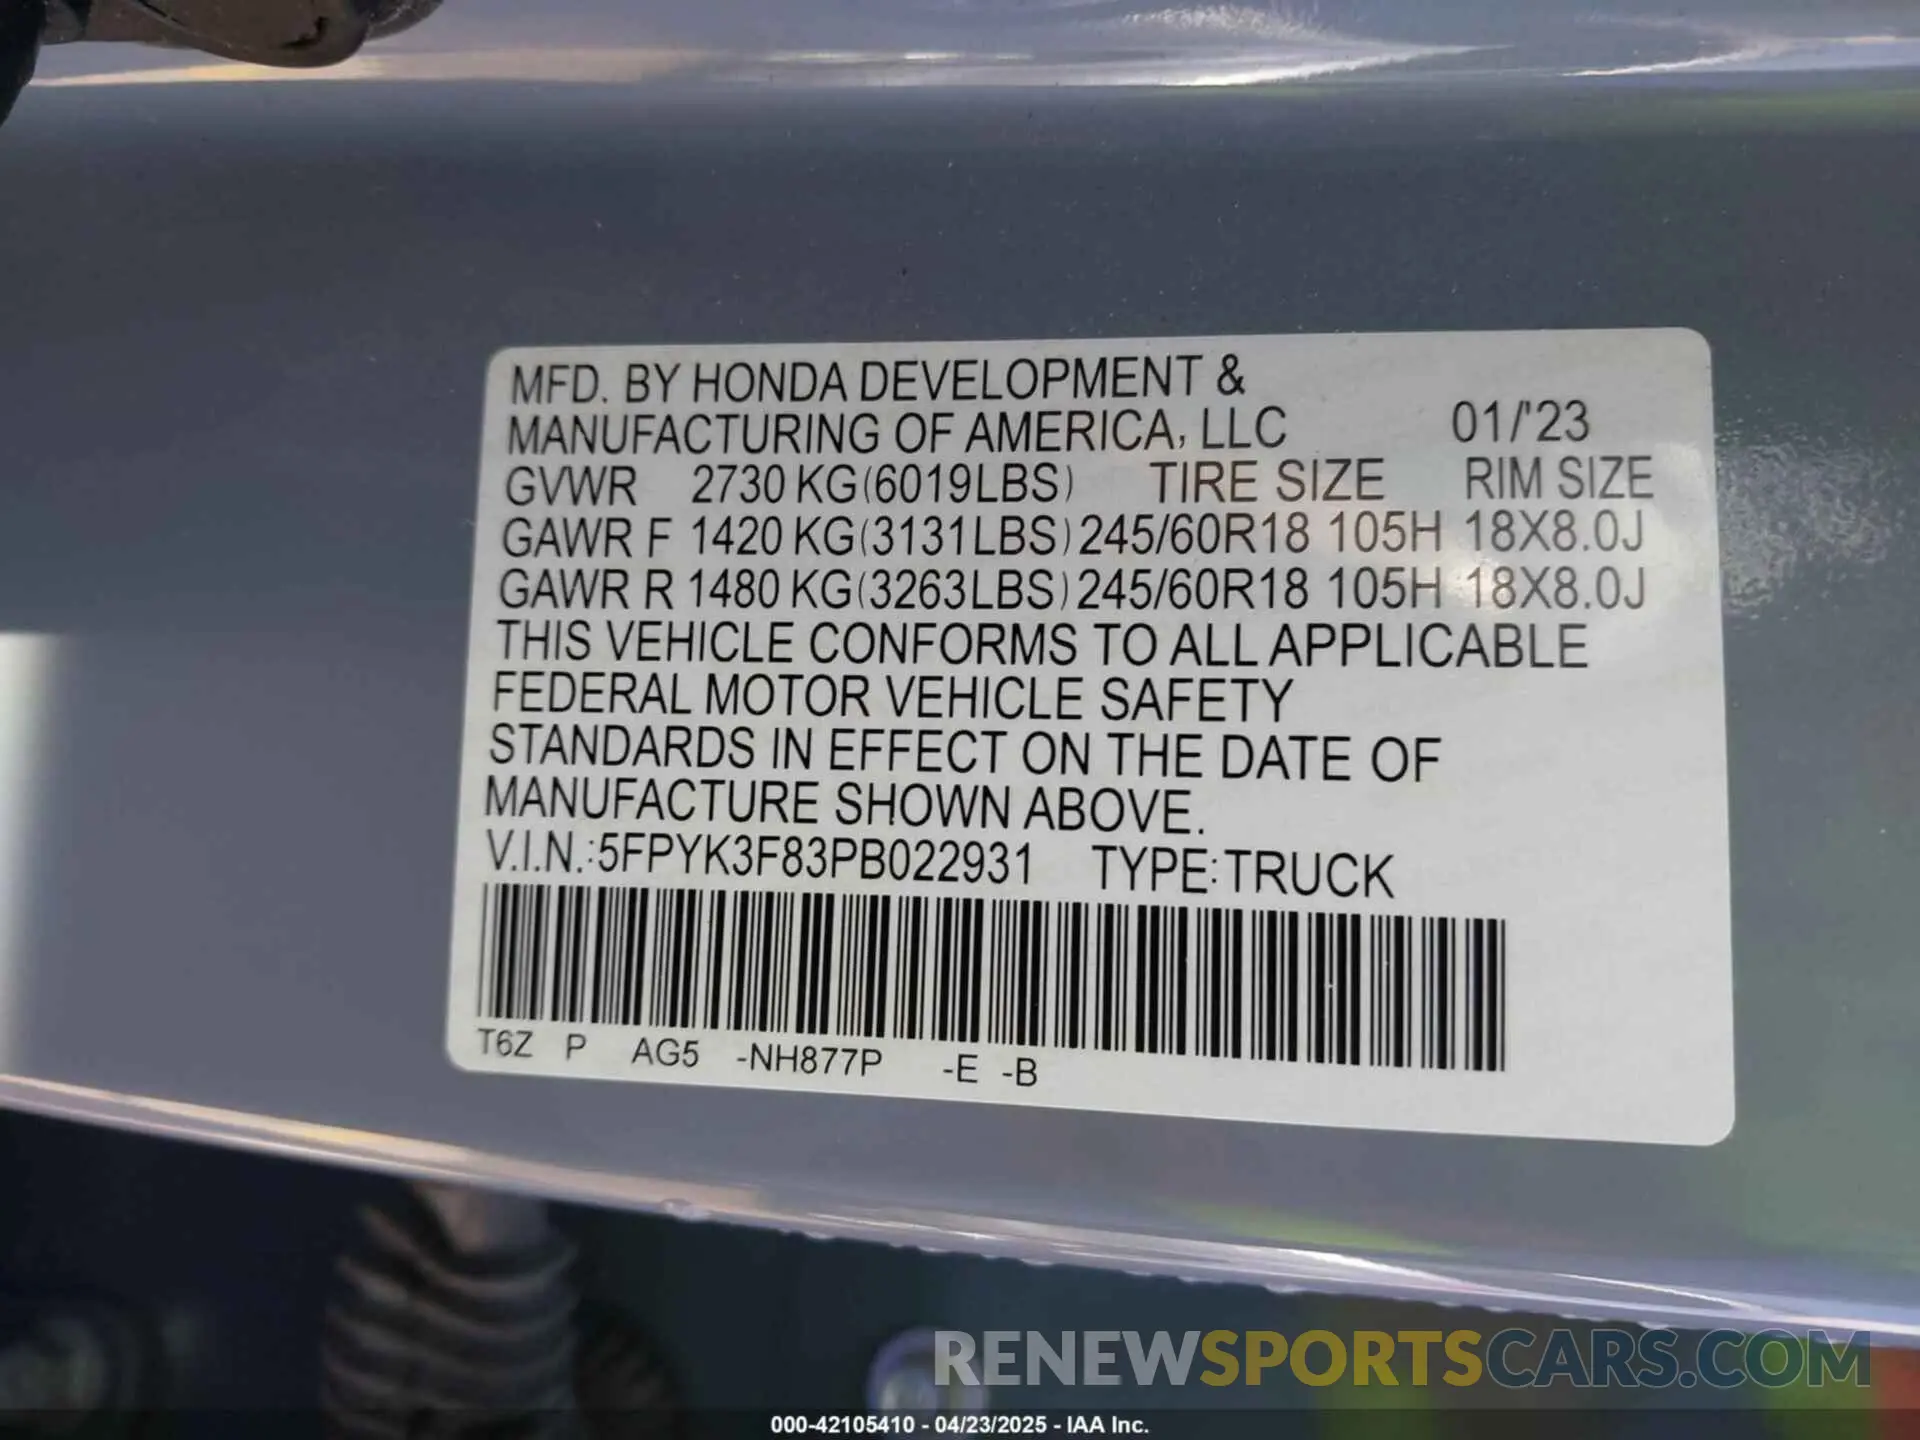 MFD. BY HONDA DEVELOPMENT &
MANUFACTURING OF AMERICA, LLC 01/'23
GVWR 2730 KG(6019LBS) TIRE SIZE RIM SIZE
GAWR F 1420 KG(3131LBS) 245/60R18 105H 18X8.0J
GAWR R 1480 KG(3263LBS) 245/60R18 105H 18X8.0J
THIS VEHICLE CONFORMS TO ALL APPLICABLE
FEDERAL MOTOR VEHICLE SAFETY
STANDARDS IN EFFECT ON THE DATE OF
MANUFACTURE SHOWN ABOVE.
V.I.N.:5FPYK3F83PB022931 TYPE:TRUCK
T6Z P AG5 -NH877P -E -B
RENEWSPORTSCARS.COM
000-42105410 - 04/23/2025 - IAA Inc.